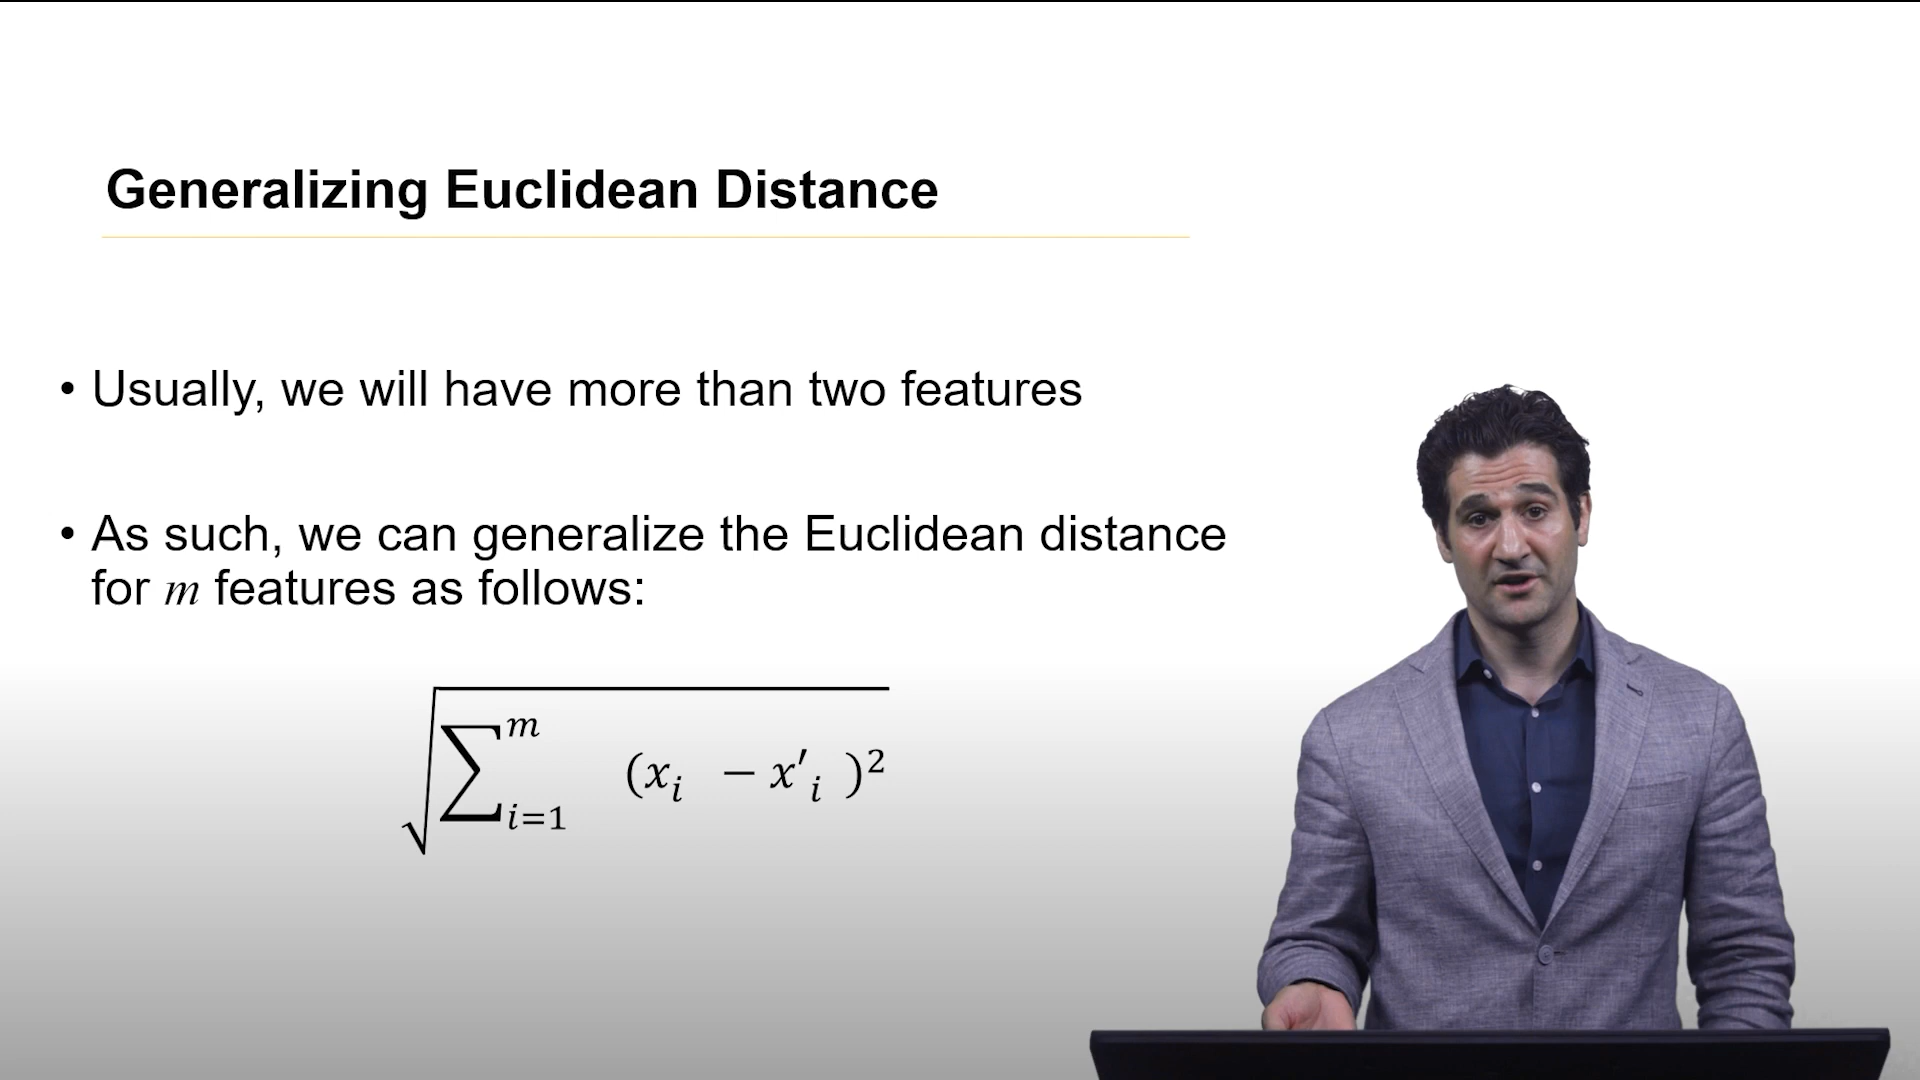 Generalizing Euclidean Distance
• Usually, we will have more than two features
• As such, we can generalize the Euclidean distance
for m features as follows:
√∑ᵢ₌₁ᵐ (xᵢ − x′ᵢ )²